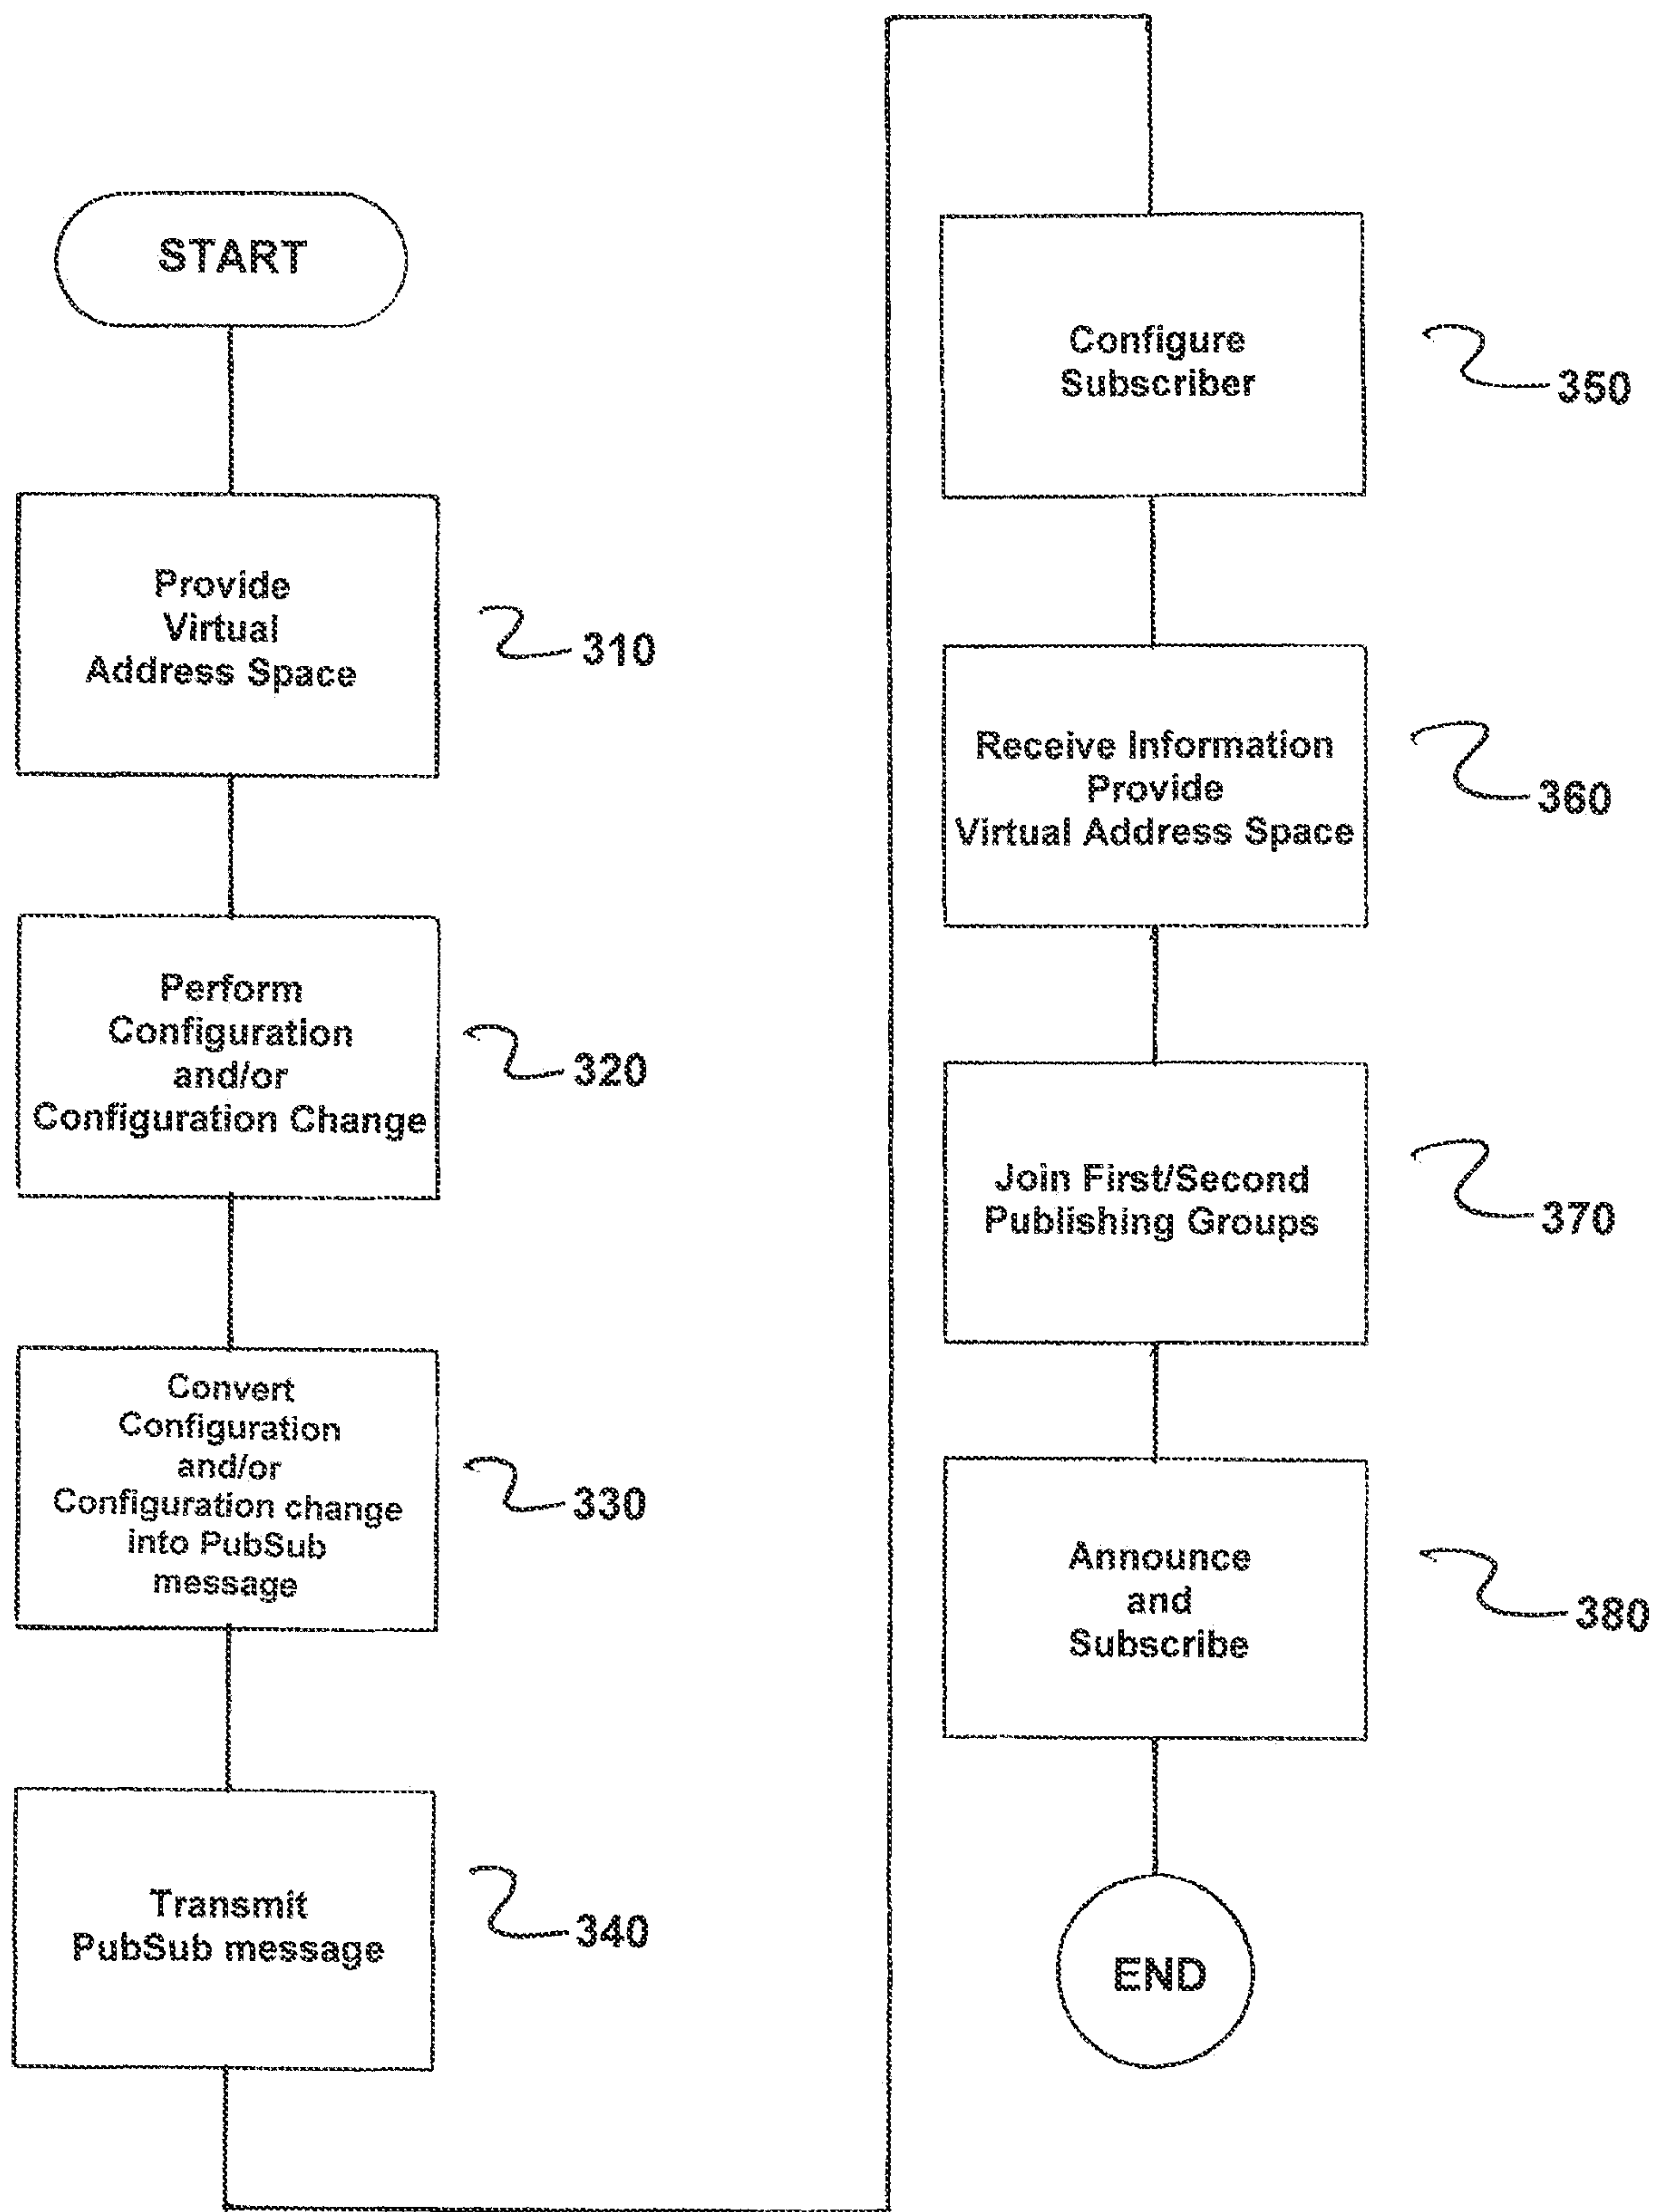 START
Provide
Virtual
Address Space
310
Perform
Configuration
and/or
Configuration Change
320
Convert
Configuration
and/or
Configuration change
into PubSub
message
330
Transmit
PubSub message
340
Configure
Subscriber
350
Receive Information
Provide
Virtual Address Space
360
Join First/Second
Publishing Groups
370
Announce
and
Subscribe
380
END